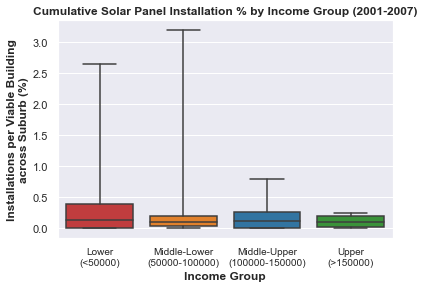 Cumulative Solar Panel Installation % by Income Group (2001-2007)
Installations per Viable Building
across Suburb (%)
3.0
2.5
2.0
1.5
1.0
0.5
0.0
Lower
(<50000)
Middle-Lower
(50000-100000)
Middle-Upper
(100000-150000)
Upper
(>150000)
Income Group